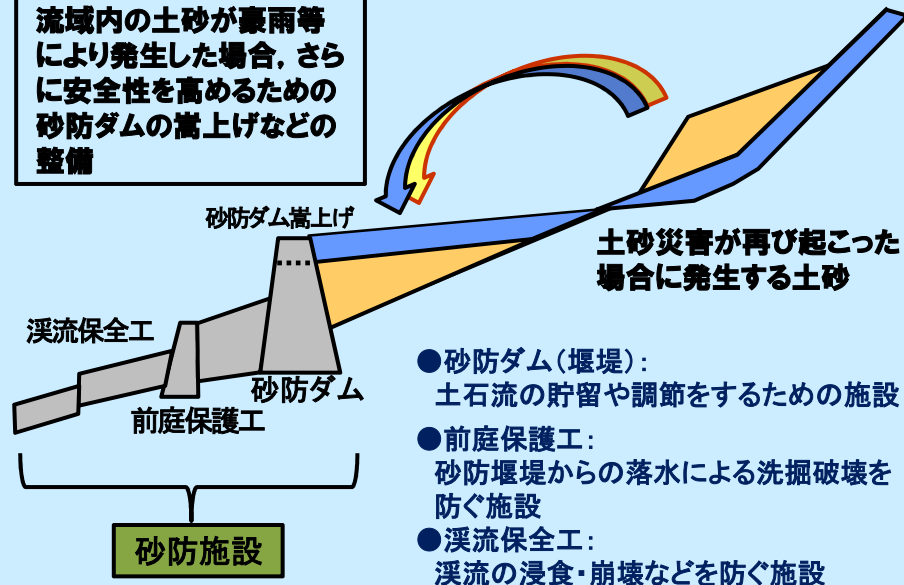 流域内の土砂が豪雨等
により発生した場合，さら
に安全性を高めるための
砂防ダムの嵩上げなどの
整備
砂防ダム嵩上げ
土砂災害が再び起こった
場合に発生する土砂
渓流保全工
砂防ダム
前庭保護工
砂防施設
●砂防ダム（堰堤）：
土石流の貯留や調節をするための施設
●前庭保護工：
砂防堰堤からの落水による洗掘破壊を
防ぐ施設
●渓流保全工：
渓流の浸食・崩壊などを防ぐ施設